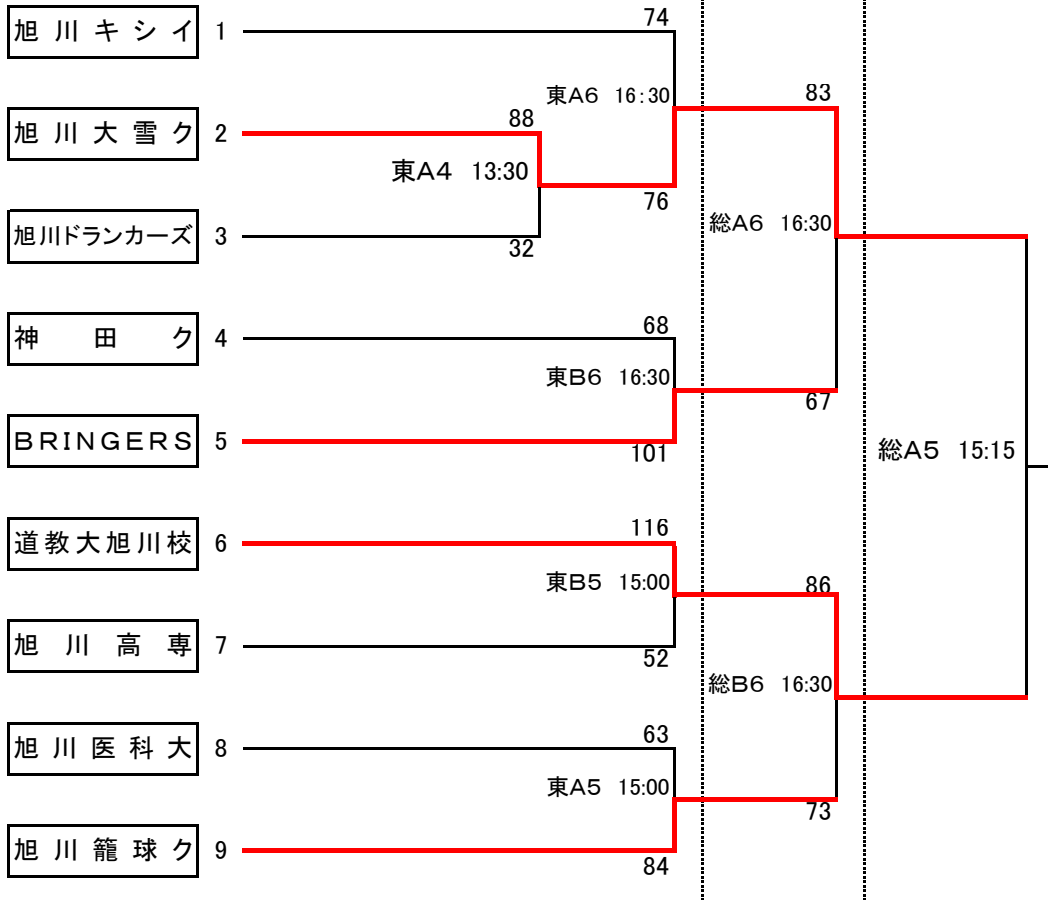 74
旭川キシイ 1
東A6 16:30
83
88
旭川大雪ク 2
東A4 13:30
76
総A6 16:30
旭川ドランカーズ 3
32
68
神田ク 4
東B6 16:30
67
BRINGERS 5
101
総A5 15:15
116
道教大旭川校 6
東B5 15:00
86
旭川高専 7
52
総B6 16:30
63
旭川医科大 8
東A5 15:00
73
旭川籠球ク 9
84